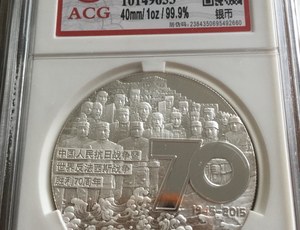 ACG
10149655
40mm/1oz/99.9%
银币
中国人民抗日战争暨
世界反法西斯战争
胜利70周年
70
1945-2015